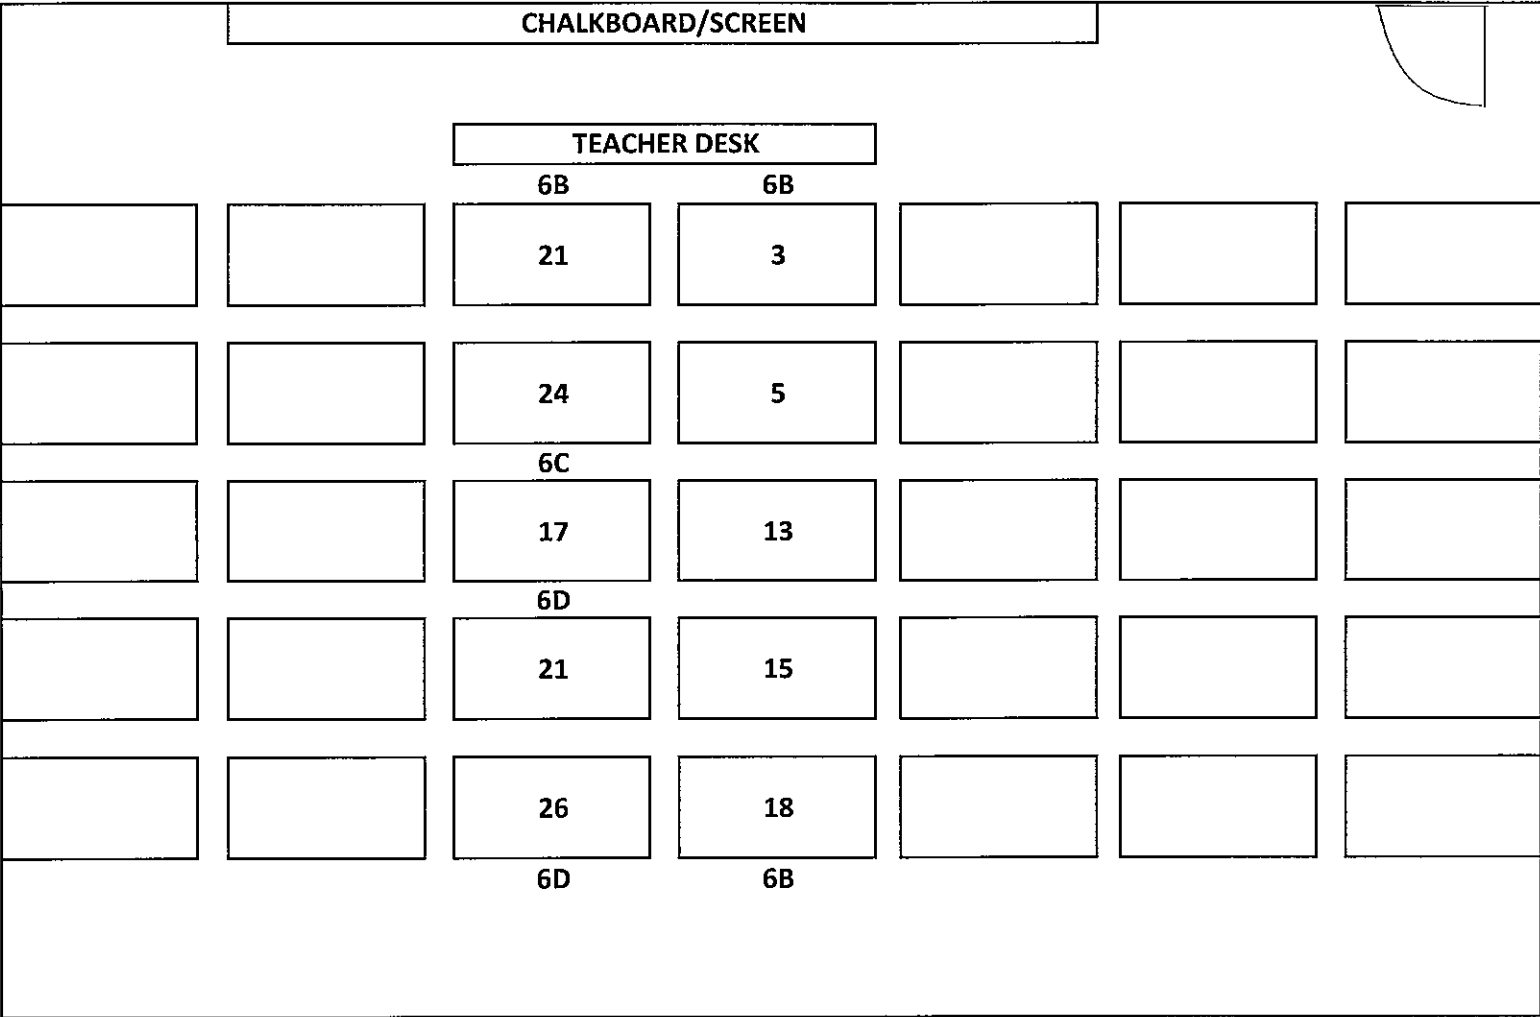 CHALKBOARD/SCREEN
TEACHER DESK
6B 6B
21 3
24 5
6C
17 13
6D
21 15
26 18
6D 6B